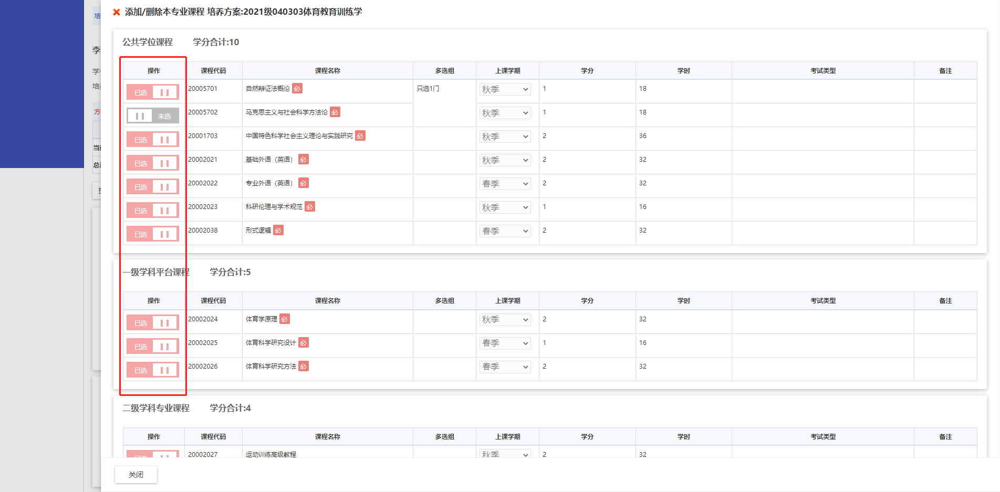 添加/删除本专业课程 培养方案:2021级040303体育教育训练学
公共学位课程 学分合计:10
操作 课程代码 课程名称 多选组 上课学期 学分 学时 考试类型 备注
已选 20005701 自然辩证法概论 必 只选1门 秋季 1 18
未选 20005702 马克思主义与社会科学方法论 必 秋季 1 18
已选 20001703 中国特色科学社会主义理论与实践研究 必 秋季 2 36
已选 20002021 基础外语（英语） 必 秋季 2 32
已选 20002022 专业外语（英语） 必 春季 2 32
已选 20002023 科研伦理与学术规范 必 秋季 1 16
已选 20002038 形式逻辑 必 春季 2 32
一级学科平台课程 学分合计:5
操作 课程代码 课程名称 多选组 上课学期 学分 学时 考试类型 备注
已选 20002024 体育学原理 必 秋季 2 32
已选 20002025 体育科学研究设计 必 春季 1 16
已选 20002026 体育科学研究方法 必 春季 2 32
二级学科专业课程 学分合计:4
操作 课程代码 课程名称 多选组 上课学期 学分 学时 考试类型 备注
已选 20002027 运动训练高级教程 秋季 2 32
关闭
培
李
学
培
方
当前
总